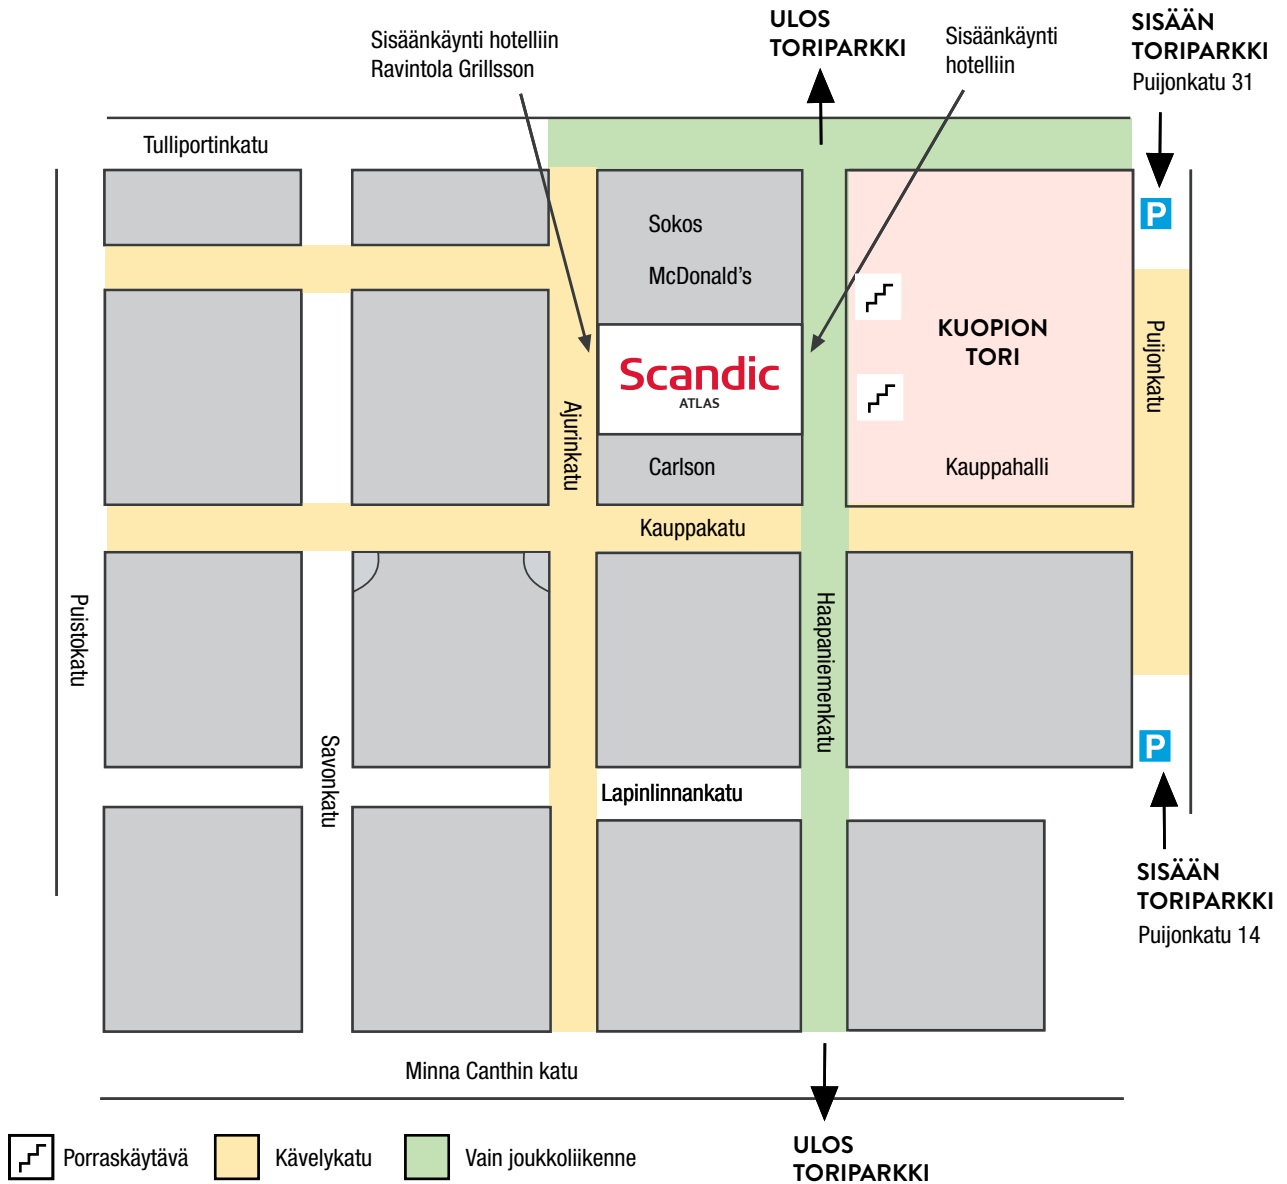 ULOS
TORIPARKKI
SISÄÄN
TORIPARKKI
Puijonkatu 31
Sisäänkäynti hotelliin
Ravintola Grillsson
Sisäänkäynti
hotelliin
Tulliportinkatu
P
Sokos
McDonald's
KUOPION
TORI
Puijonkatu
Scandic
ATLAS
Ajurinkatu
Carlson
Kauppahalli
Kauppakatu
Puistokatu
Haapaniemenkatu
Savonkatu
P
Lapinlinnankatu
SISÄÄN
TORIPARKKI
Puijonkatu 14
Minna Canthin katu
ULOS
TORIPARKKI
Porraskäytävä
Kävelykatu
Vain joukkoliikenne